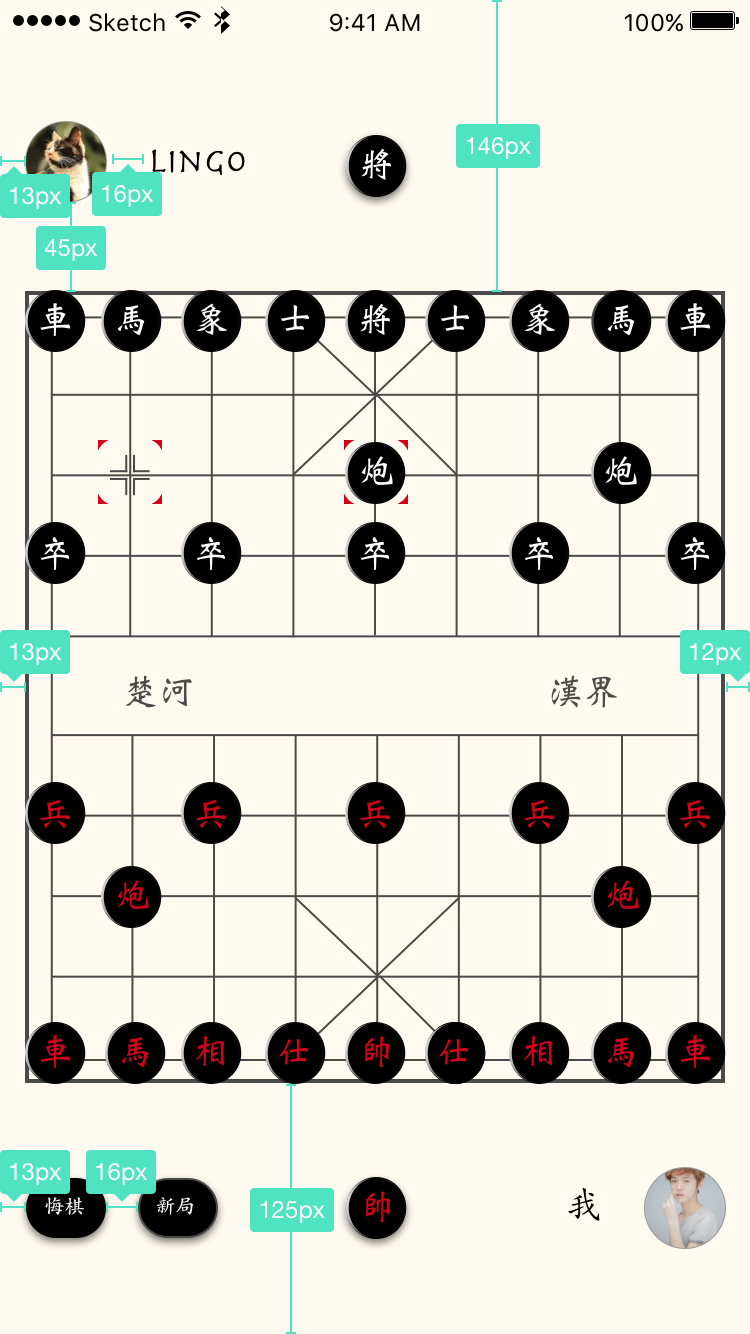 ●●●●● Sketch 9:41 AM 100%
146px
LINGO 將
13px 16px
45px
車 馬 象 士 將 士 象 馬 車
炮 炮
卒 卒 卒 卒 卒
13px 12px
楚河 漢界
兵 兵 兵 兵 兵
炮 炮
車 馬 相 仕 帥 仕 相 馬 車
13px 16px
悔棋 新局 125px 帥 我